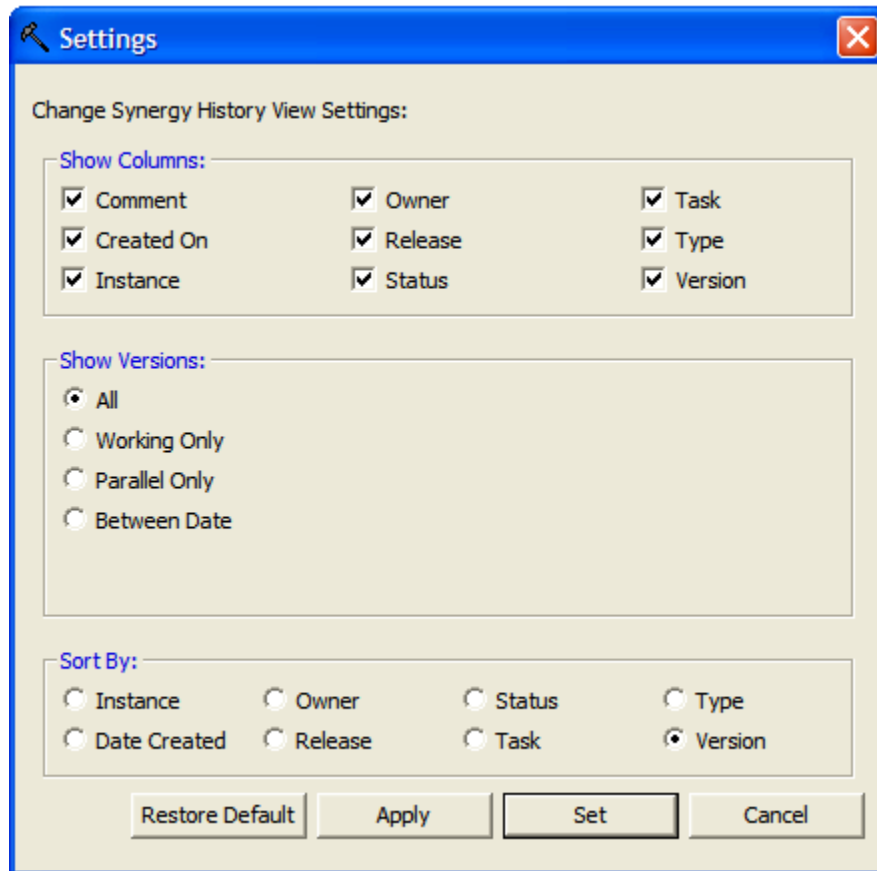 Settings
Change Synergy History View Settings:
Show Columns:
Comment Owner Task
Created On Release Type
Instance Status Version
Show Versions:
All
Working Only
Parallel Only
Between Date
Sort By:
Instance Owner Status Type
Date Created Release Task Version
Restore Default Apply Set Cancel